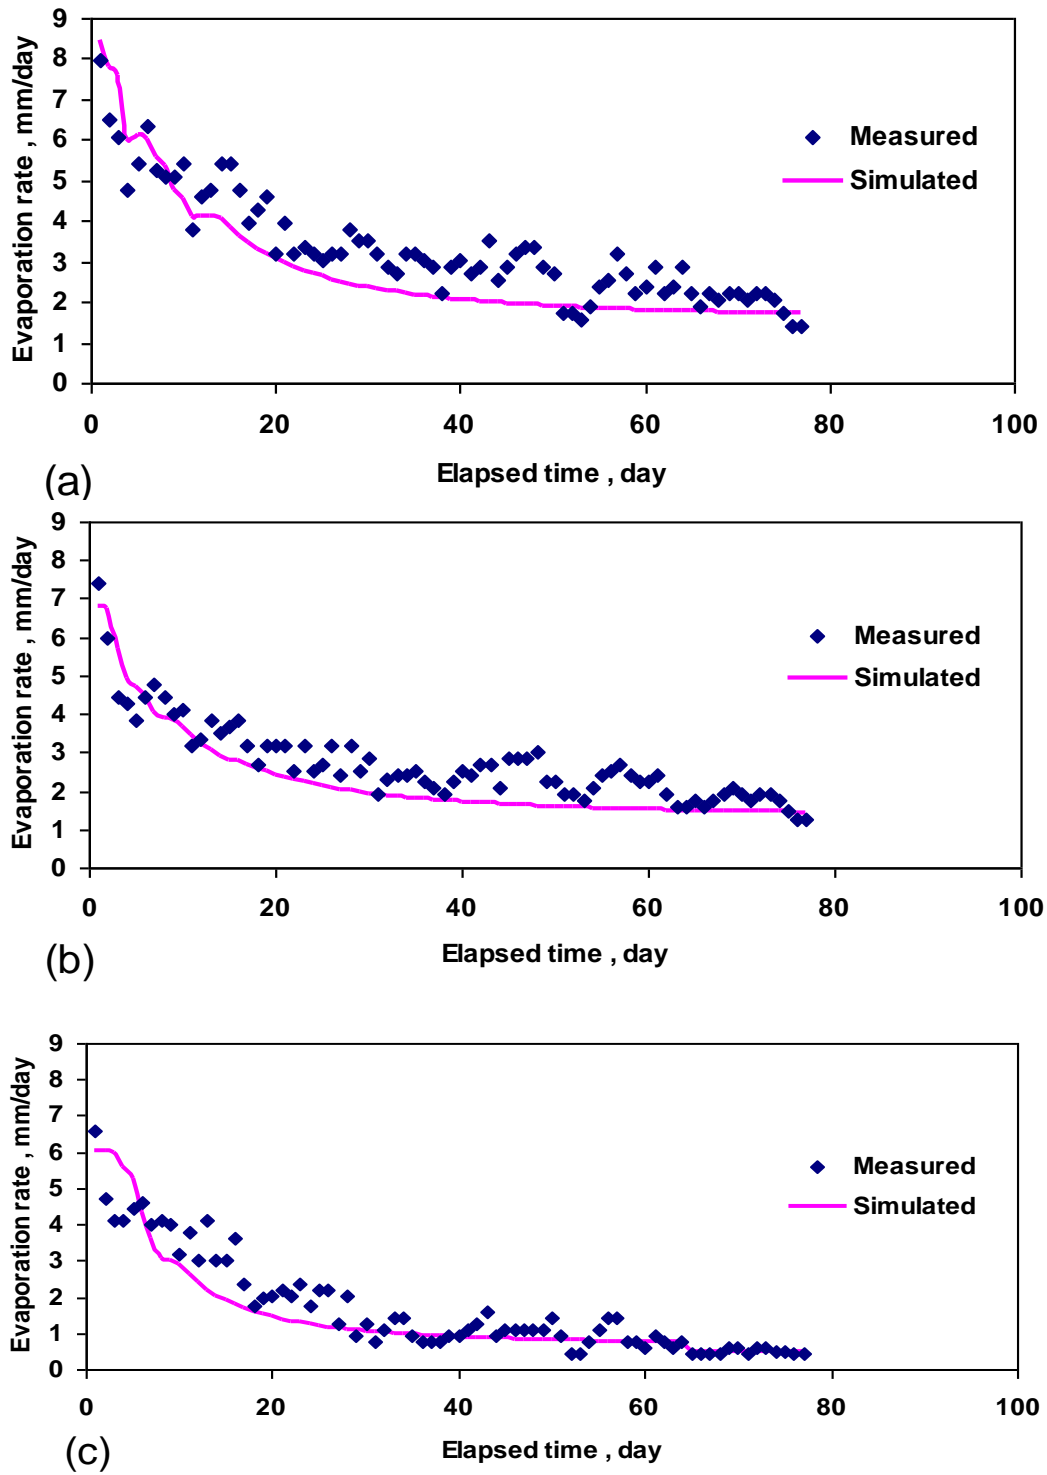 9
8
7
6
5
4
3
2
1
0
Evaporation rate , mm/day
Measured
Simulated
0 20 40 60 80 100
Elapsed time , day
(a)
9
8
7
6
5
4
3
2
1
0
Evaporation rate , mm/day
Measured
Simulated
0 20 40 60 80 100
Elapsed time , day
(b)
9
8
7
6
5
4
3
2
1
0
Evaporation rate , mm/day
Measured
Simulated
0 20 40 60 80 100
Elapsed time , day
(c)